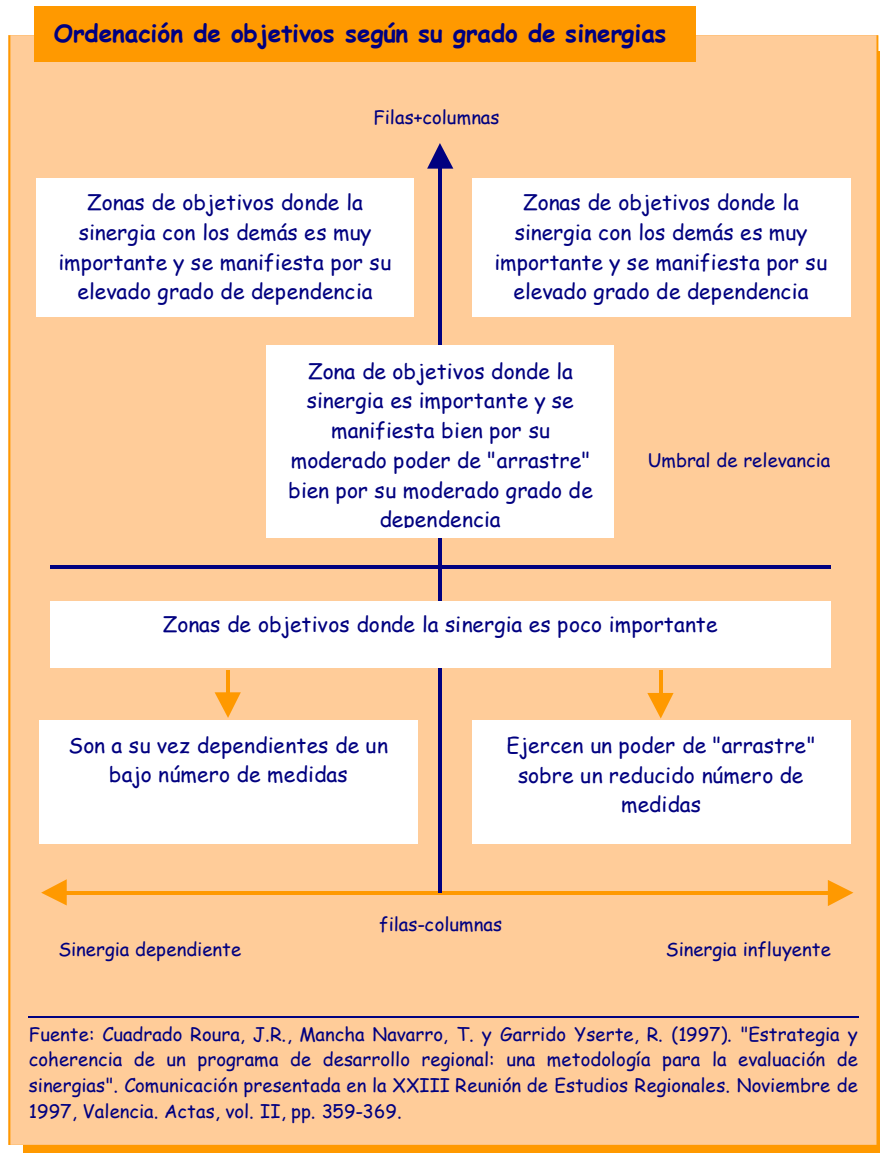 Ordenación de objetivos según su grado de sinergias
Filas+columnas
Zonas de objetivos donde la
sinergia con los demás es muy
importante y se manifiesta por su
elevado grado de dependencia
Zonas de objetivos donde la
sinergia con los demás es muy
importante y se manifiesta por su
elevado grado de dependencia
Zona de objetivos donde la
sinergia es importante y se
manifiesta bien por su
moderado poder de "arrastre"
bien por su moderado grado de
dependencia
Umbral de relevancia
Zonas de objetivos donde la sinergia es poco importante
Son a su vez dependientes de un
bajo número de medidas
Ejercen un poder de "arrastre"
sobre un reducido número de
medidas
filas-columnas
Sinergia dependiente
Sinergia influyente
Fuente: Cuadrado Roura, J.R., Mancha Navarro, T. y Garrido Yserte, R. (1997). "Estrategia y
coherencia de un programa de desarrollo regional: una metodología para la evaluación de
sinergias". Comunicación presentada en la XXIII Reunión de Estudios Regionales. Noviembre de
1997, Valencia. Actas, vol. II, pp. 359-369.